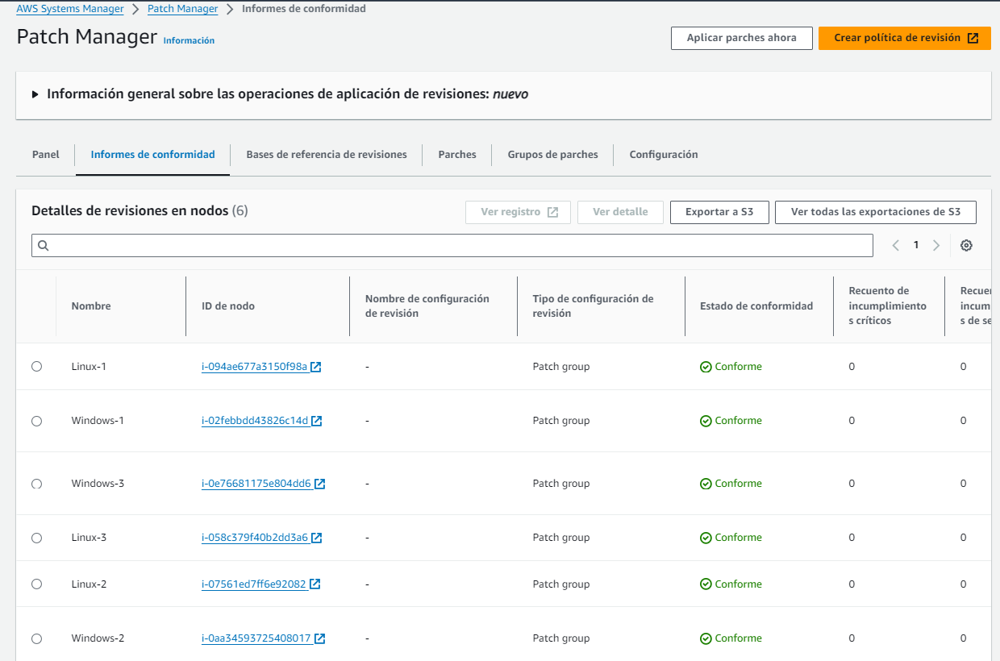 AWS Systems Manager > Patch Manager > Informes de conformidad
Patch Manager Información
Aplicar parches ahora
Crear política de revisión
Información general sobre las operaciones de aplicación de revisiones: nuevo
Panel
Informes de conformidad
Bases de referencia de revisiones
Parches
Grupos de parches
Configuración
Detalles de revisiones en nodos (6)
Ver registro
Ver detalle
Exportar a S3
Ver todas las exportaciones de S3
1
Nombre
ID de nodo
Nombre de configuración
de revisión
Tipo de configuración de
revisión
Estado de conformidad
Recuento de
incumplimiento
s críticos
Recue
incum
s de se
Linux-1 i-094ae677a3150f98a - Patch group Conforme 0 0
Windows-1 i-02febbdd43826c14d - Patch group Conforme 0 0
Windows-3 i-0e76681175e804dd6 - Patch group Conforme 0 0
Linux-3 i-058c379f40b2dd3a6 - Patch group Conforme 0 0
Linux-2 i-07561ed7ff6e92082 - Patch group Conforme 0 0
Windows-2 i-0aa34593725408017 - Patch group Conforme 0 0